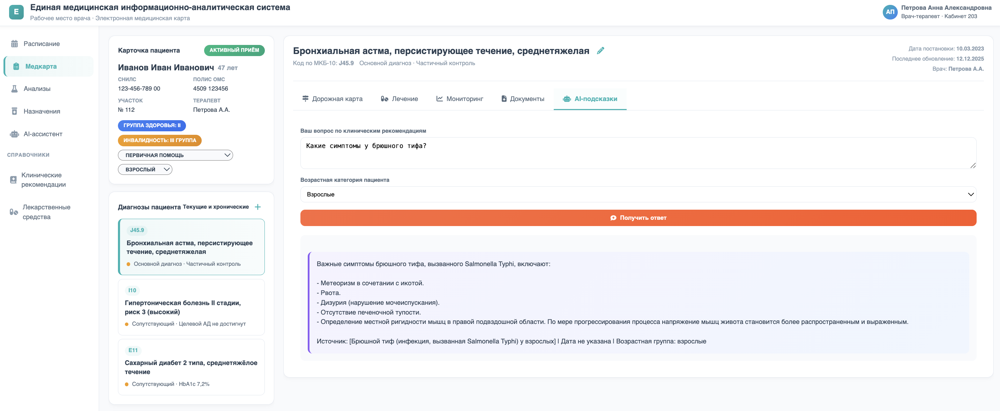 Е
Единая медицинская информационно-аналитическая система
Рабочее место врача · Электронная медицинская карта
АП
Петрова Анна Александровна
Врач-терапевт · Кабинет 203
Расписание
Медкарта
Анализы
Назначения
AI-ассистент
СПРАВОЧНИКИ
Клинические
рекомендации
Лекарственные
средства
Карточка пациента
АКТИВНЫЙ ПРИЁМ
Иванов Иван Иванович 47 лет
СНИЛС
123-456-789 00
ПОЛИС ОМС
4509 123456
УЧАСТОК
№ 112
ТЕРАПЕВТ
Петрова А.А.
ГРУППА ЗДОРОВЬЯ: II
ИНВАЛИДНОСТЬ: III ГРУППА
ПЕРВИЧНАЯ ПОМОЩЬ
ВЗРОСЛЫЙ
Диагнозы пациента Текущие и хронические
J45.9
Бронхиальная астма, персистирующее
течение, среднетяжелая
Основной диагноз · Частичный контроль
I10
Гипертоническая болезнь II стадии,
риск 3 (высокий)
Сопутствующий · Целевой АД не достигнут
E11
Сахарный диабет 2 типа, среднетяжёлое
течение
Сопутствующий · HbA1c 7,2%
Бронхиальная астма, персистирующее течение, среднетяжелая
Код по МКБ-10: J45.9 Основной диагноз · Частичный контроль
Дата постановки: 10.03.2023
Последнее обновление: 12.12.2025
Врач: Петрова А.А.
Дорожная карта
Лечение
Мониторинг
Документы
AI-подсказки
Ваш вопрос по клиническим рекомендациям
Какие симптомы у брюшного тифа?
Возрастная категория пациента
Взрослые
Получить ответ
Важные симптомы брюшного тифа, вызванного Salmonella Typhi, включают:
- Метеоризм в сочетании с икотой.
- Рвота.
- Дизурия (нарушение мочеиспускания).
- Отсутствие печеночной тупости.
- Определение местной ригидности мышц в правой подвздошной области. По мере прогрессирования процесса напряжение мышц живота становится более распространенным и выраженным.
Источник: [Брюшной тиф (инфекция, вызванная Salmonella Typhi) у взрослых] | Дата не указана | Возрастная группа: взрослые